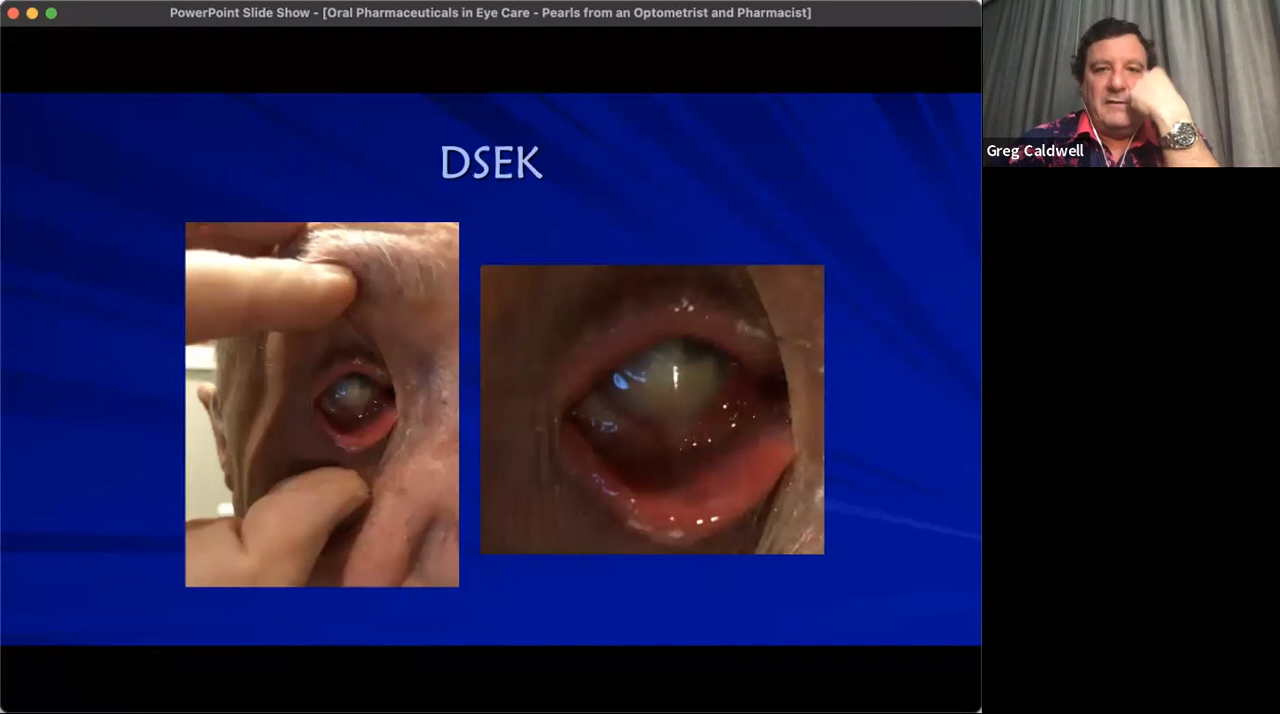 PowerPoint Slide Show - [Oral Pharmaceuticals in Eye Care - Pearls from an Optometrist and Pharmacist]
DSEK
Greg Caldwell